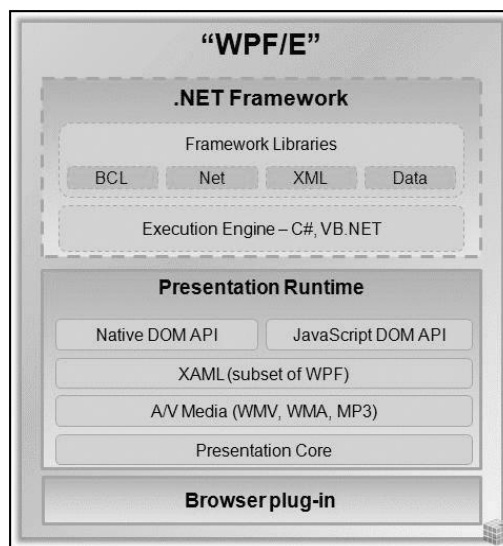 “WPF/E”
.NET Framework
Framework Libraries
BCL Net XML Data
Execution Engine – C#, VB.NET
Presentation Runtime
Native DOM API JavaScript DOM API
XAML (subset of WPF)
A/V Media (WMV, WMA, MP3)
Presentation Core
Browser plug-in